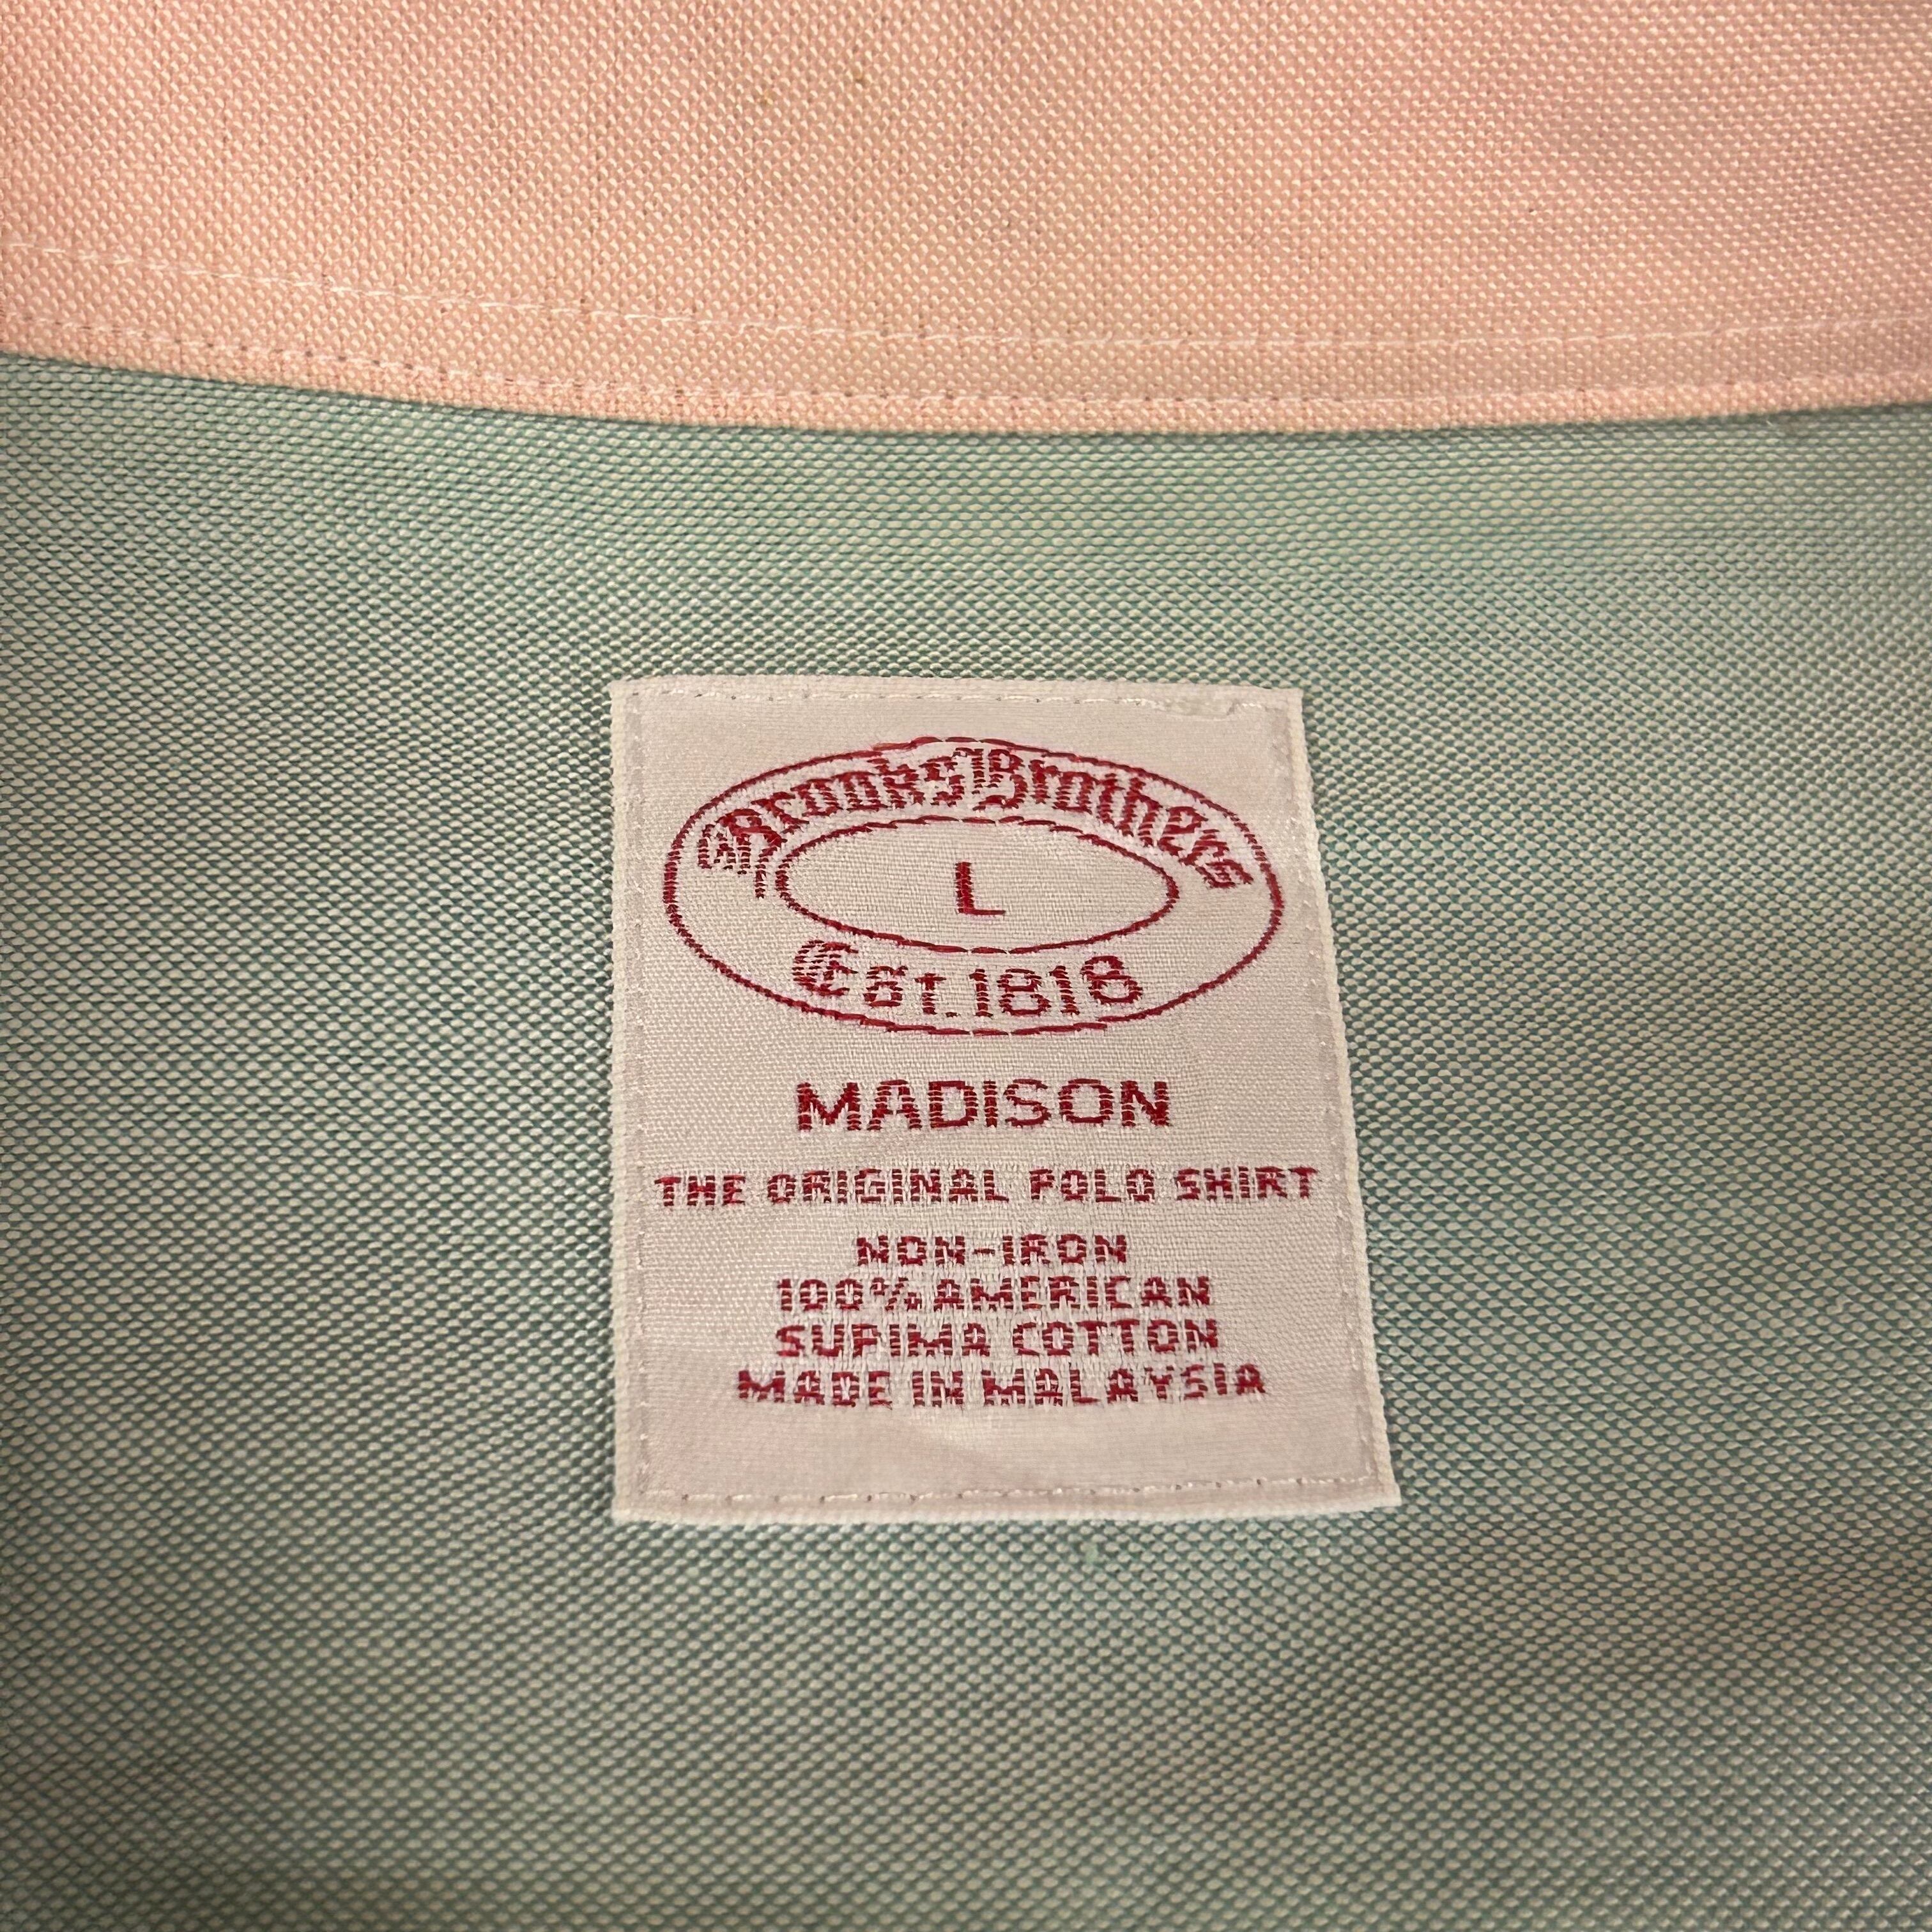 Brooks Brothers
L
Est. 1818
MADISON
THE ORIGINAL POLO SHIRT
NON-IRON
100% AMERICAN
SUPIMA COTTON
MADE IN MALAYSIA